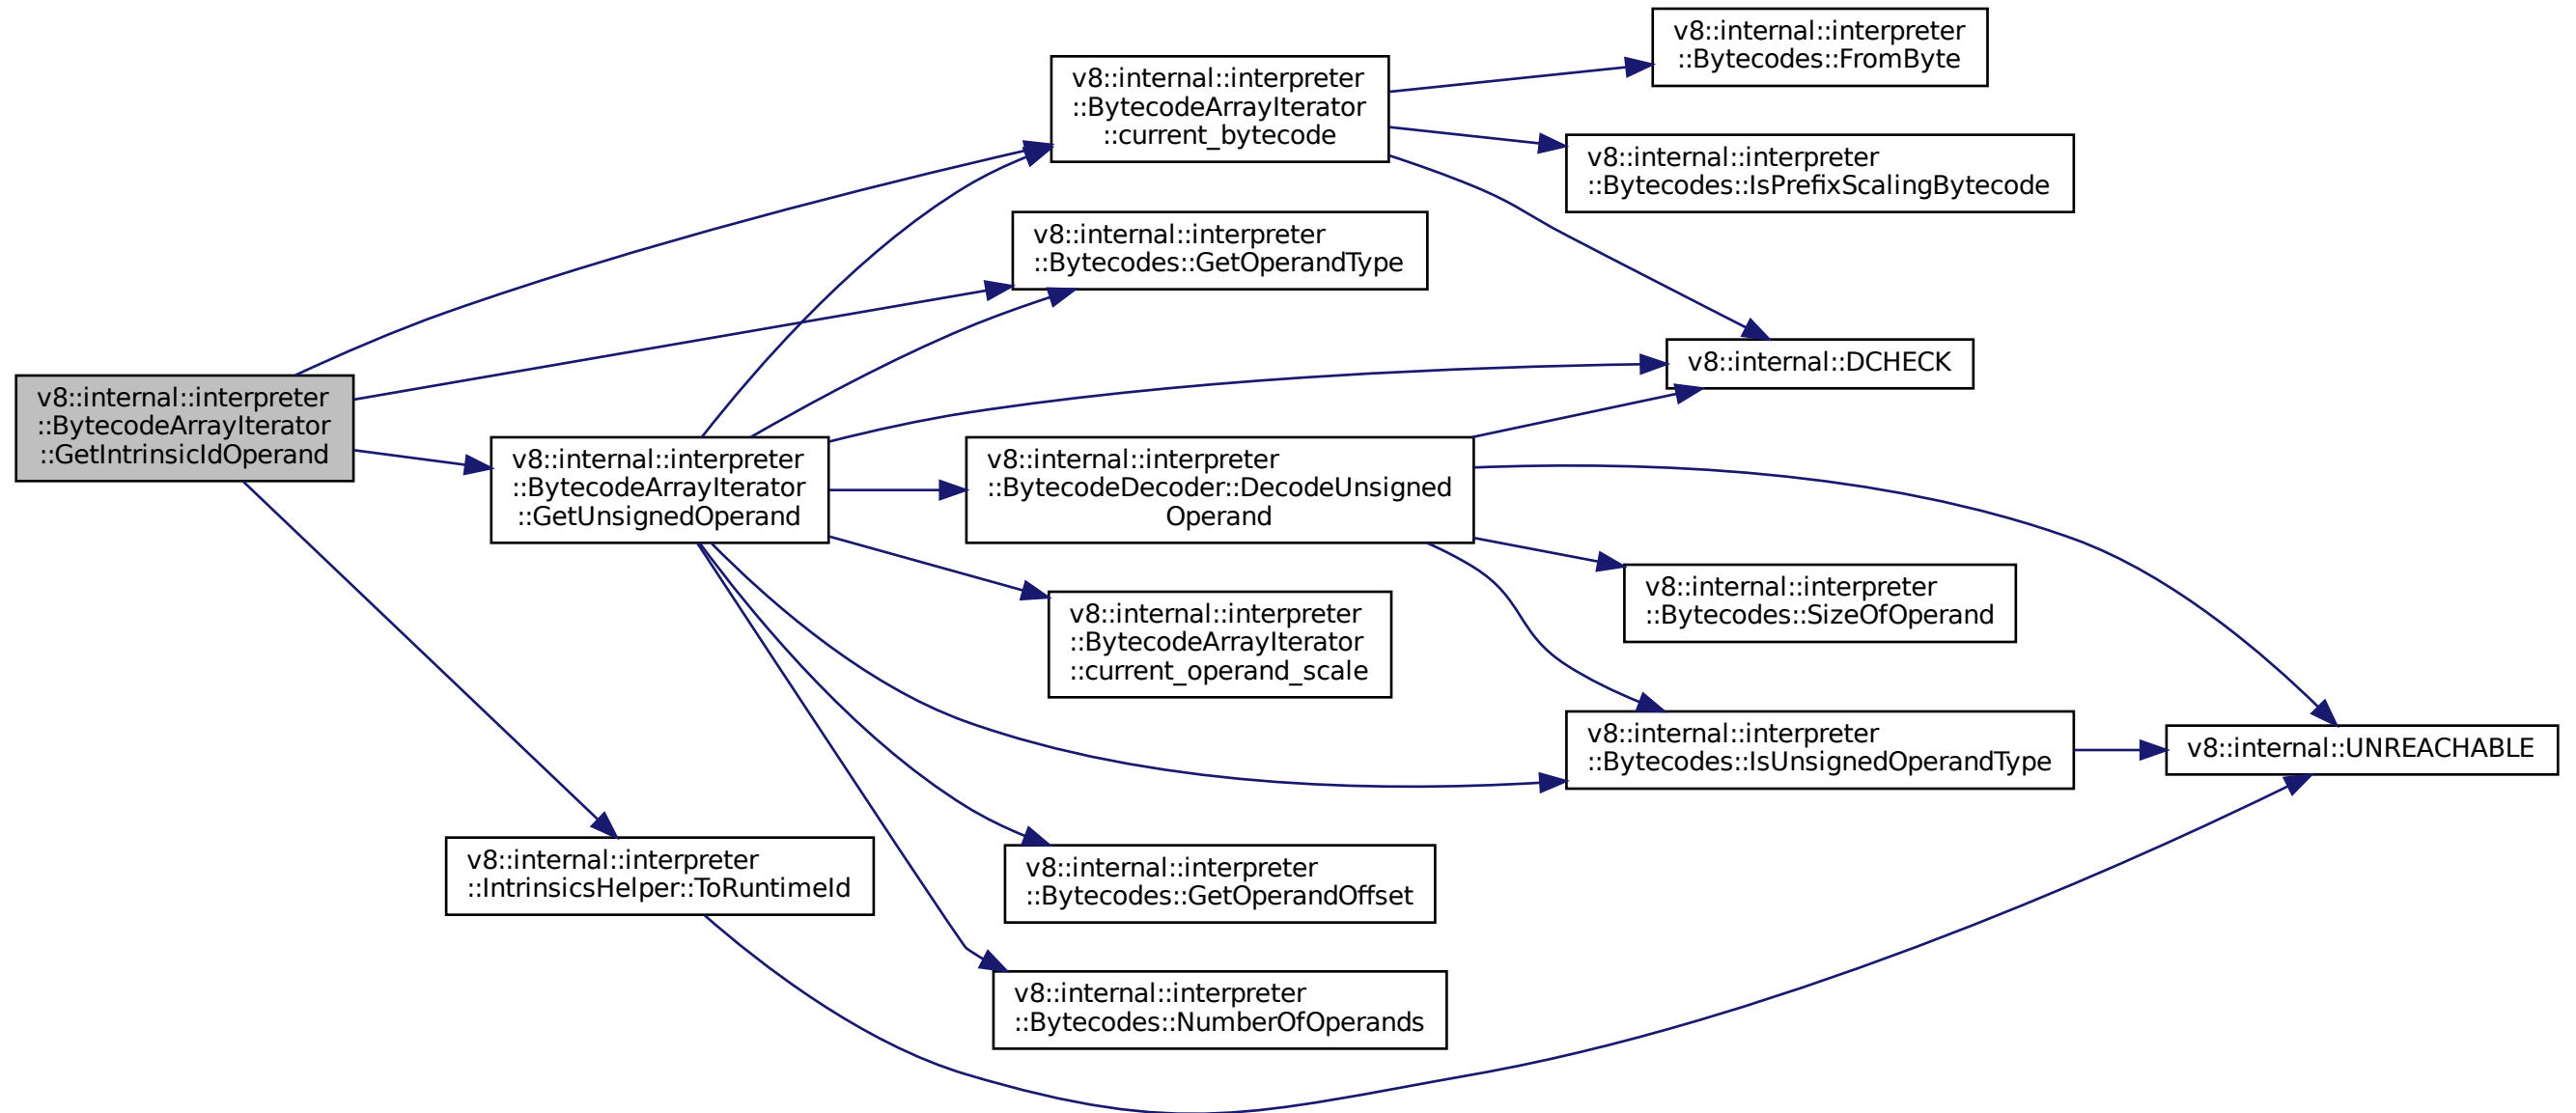 v8::internal::interpreter
::Bytecodes::FromByte
v8::internal::interpreter
::BytecodeArrayIterator
::current_bytecode
v8::internal::interpreter
::Bytecodes::IsPrefixScalingBytecode
v8::internal::interpreter
::Bytecodes::GetOperandType
v8::internal::DCHECK
v8::internal::interpreter
::BytecodeArrayIterator
::GetIntrinsicIdOperand
v8::internal::interpreter
::BytecodeArrayIterator
::GetUnsignedOperand
v8::internal::interpreter
::BytecodeDecoder::DecodeUnsigned
Operand
v8::internal::interpreter
::Bytecodes::SizeOfOperand
v8::internal::interpreter
::BytecodeArrayIterator
::current_operand_scale
v8::internal::interpreter
::Bytecodes::IsUnsignedOperandType
v8::internal::UNREACHABLE
v8::internal::interpreter
::IntrinsicsHelper::ToRuntimeId
v8::internal::interpreter
::Bytecodes::GetOperandOffset
v8::internal::interpreter
::Bytecodes::NumberOfOperands